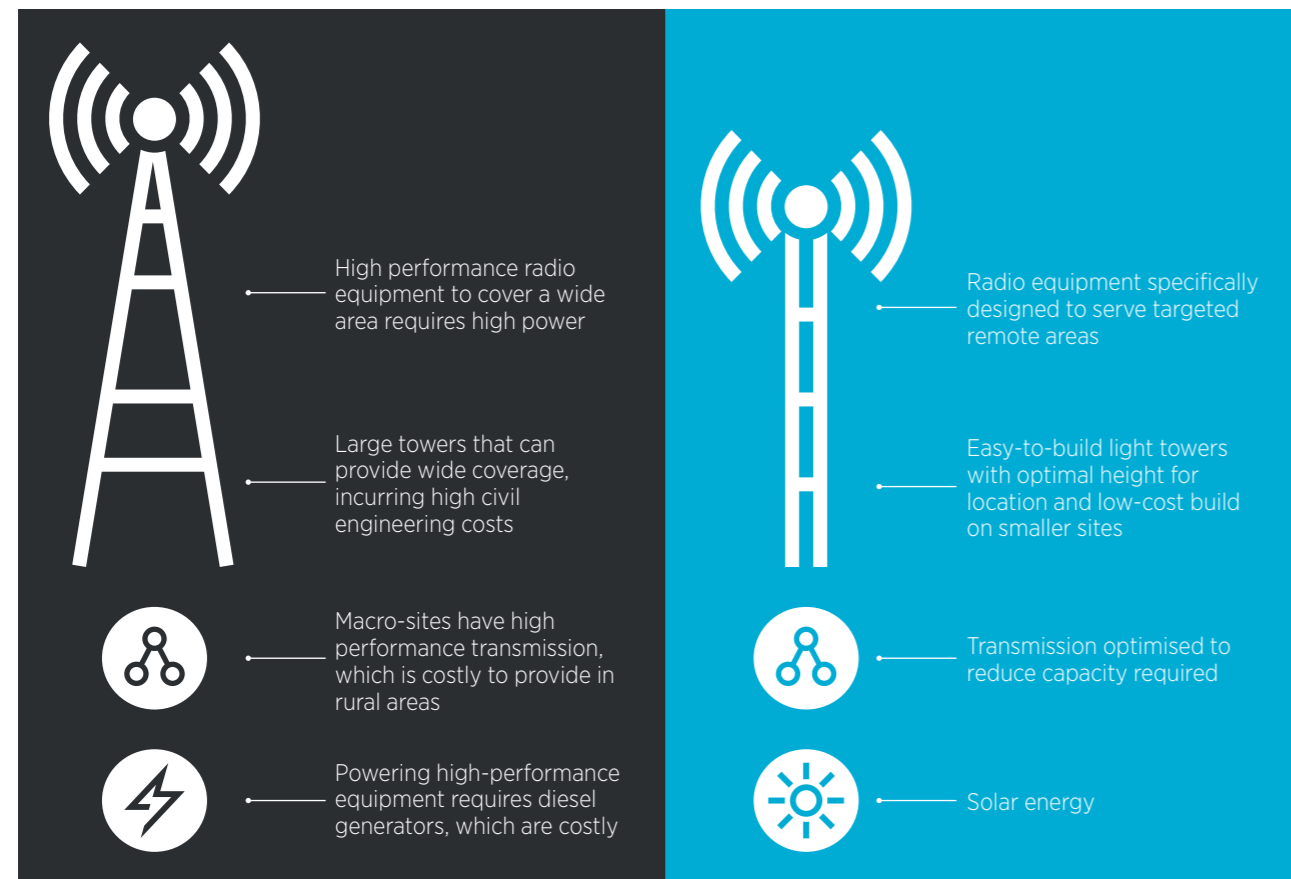 High performance radio
equipment to cover a wide
area requires high power
Large towers that can
provide wide coverage,
incurring high civil
engineering costs
Macro-sites have high
performance transmission,
which is costly to provide in
rural areas
Powering high-performance
equipment requires diesel
generators, which are costly
Radio equipment specifically
designed to serve targeted
remote areas
Easy-to-build light towers
with optimal height for
location and low-cost build
on smaller sites
Transmission optimised to
reduce capacity required
Solar energy